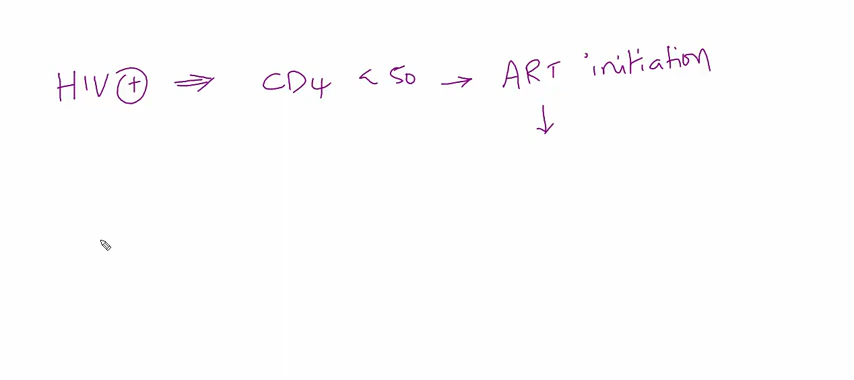 HIV ⊕ ⇒ CD4 < 50 → ART initiation
↓